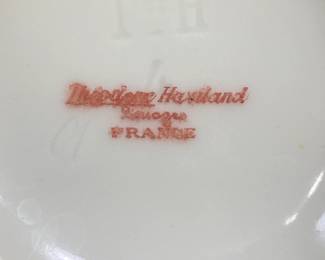 Théodore Haviland
Limoges
FRANCE